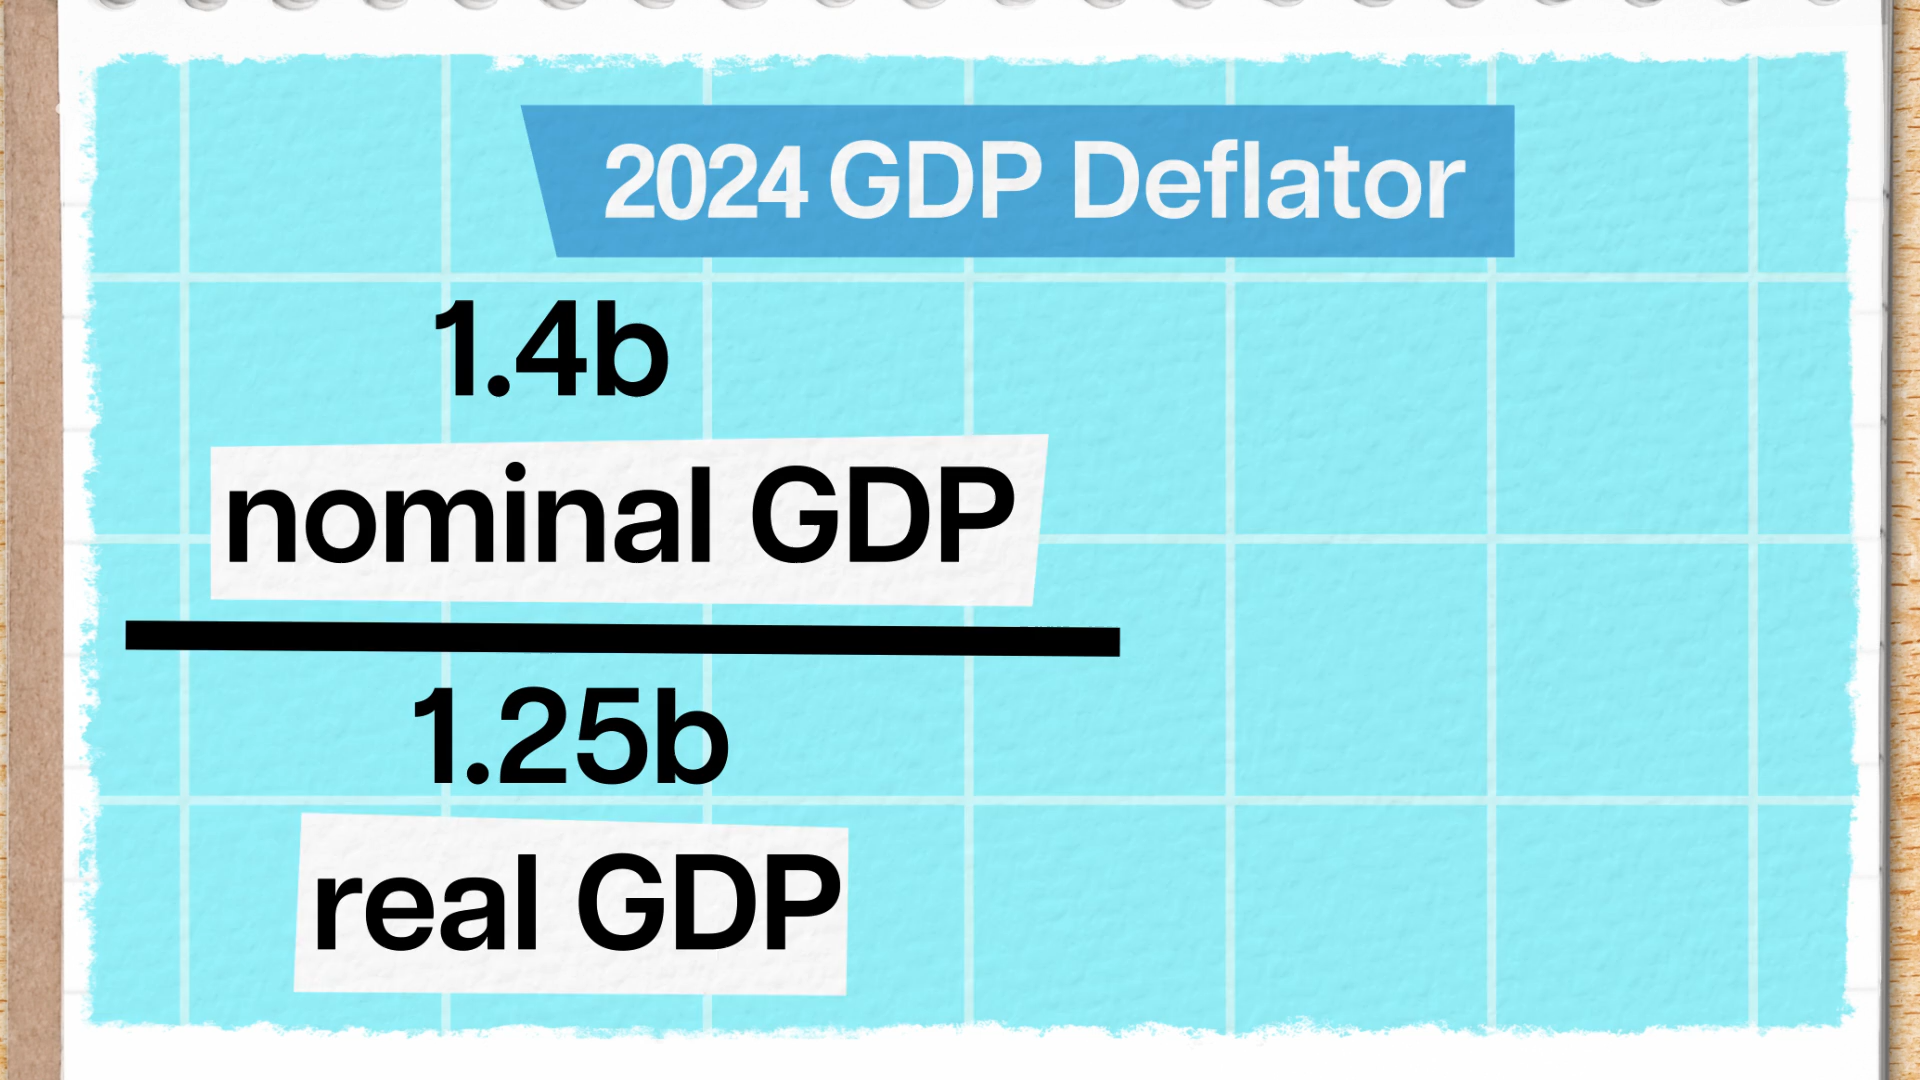 2024 GDP Deflator
1.4b
nominal GDP
1.25b
real GDP